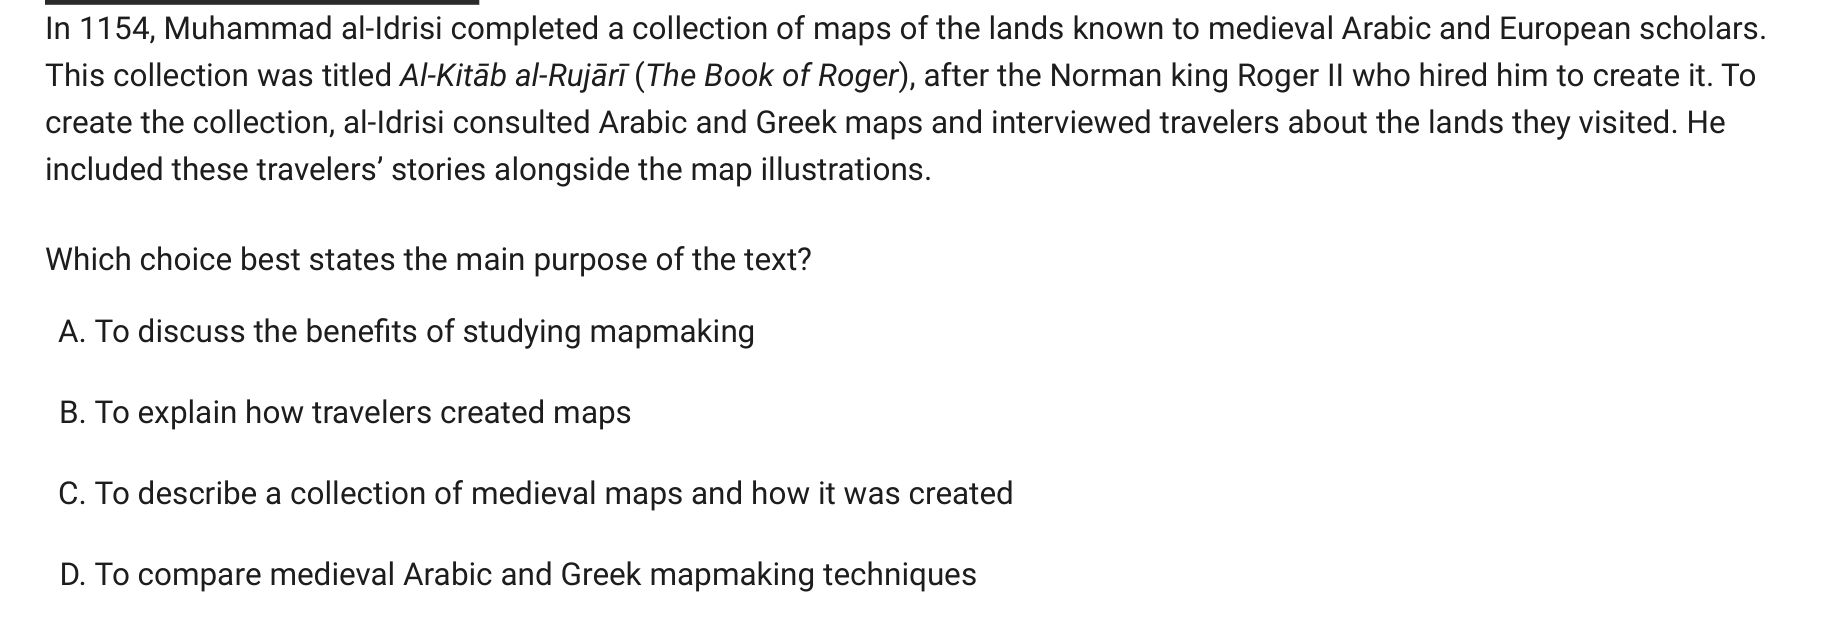 In 1154, Muhammad al-Idrisi completed a collection of maps of the lands known to medieval Arabic and European scholars.
This collection was titled Al-Kitāb al-Rujārī (The Book of Roger), after the Norman king Roger II who hired him to create it. To
create the collection, al-Idrisi consulted Arabic and Greek maps and interviewed travelers about the lands they visited. He
included these travelers’ stories alongside the map illustrations.
Which choice best states the main purpose of the text?
A. To discuss the benefits of studying mapmaking
B. To explain how travelers created maps
C. To describe a collection of medieval maps and how it was created
D. To compare medieval Arabic and Greek mapmaking techniques